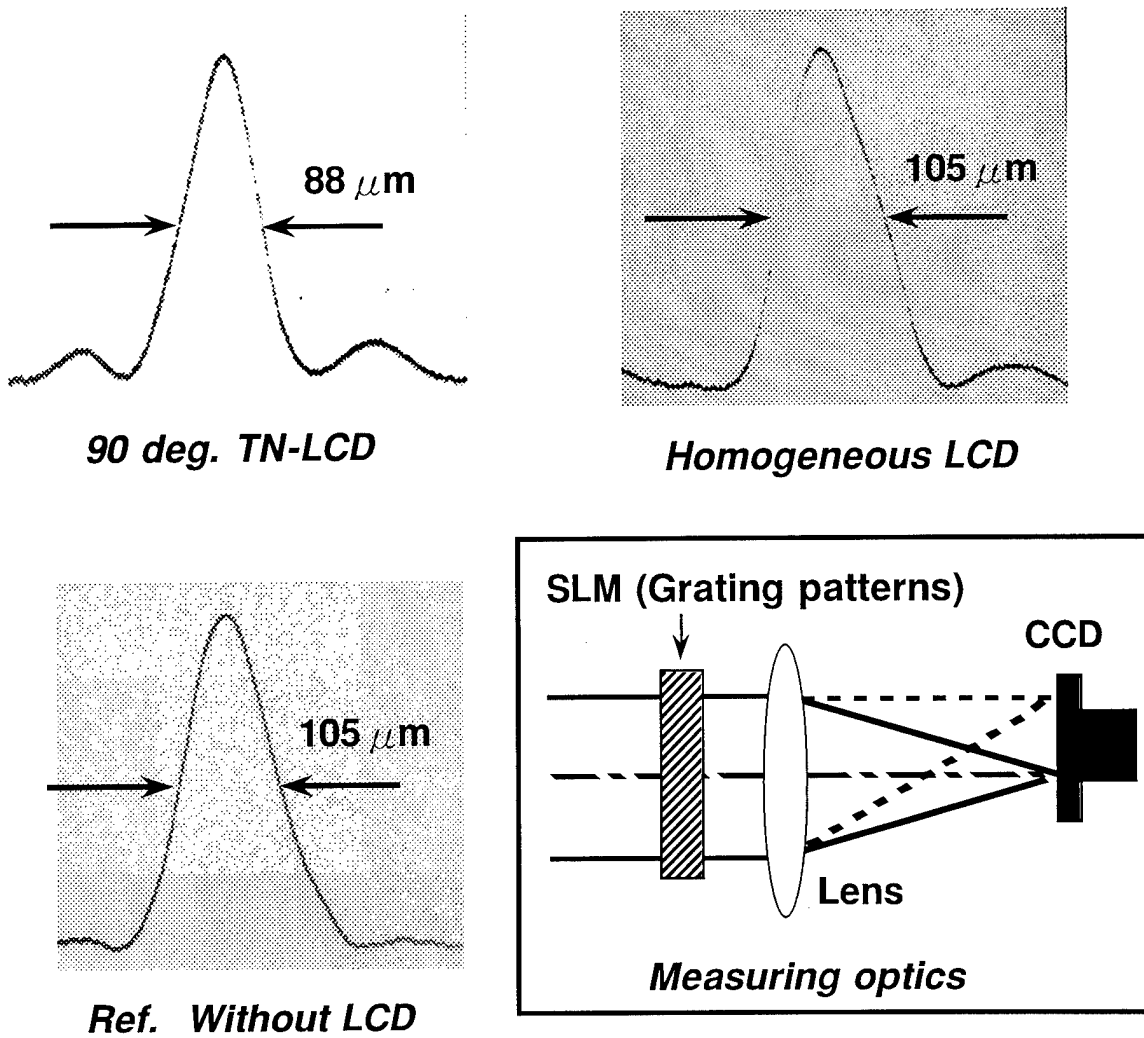 88 μm
90 deg. TN-LCD
105 μm
Homogeneous LCD
105 μm
Ref. Without LCD
SLM (Grating patterns)
CCD
Lens
Measuring optics